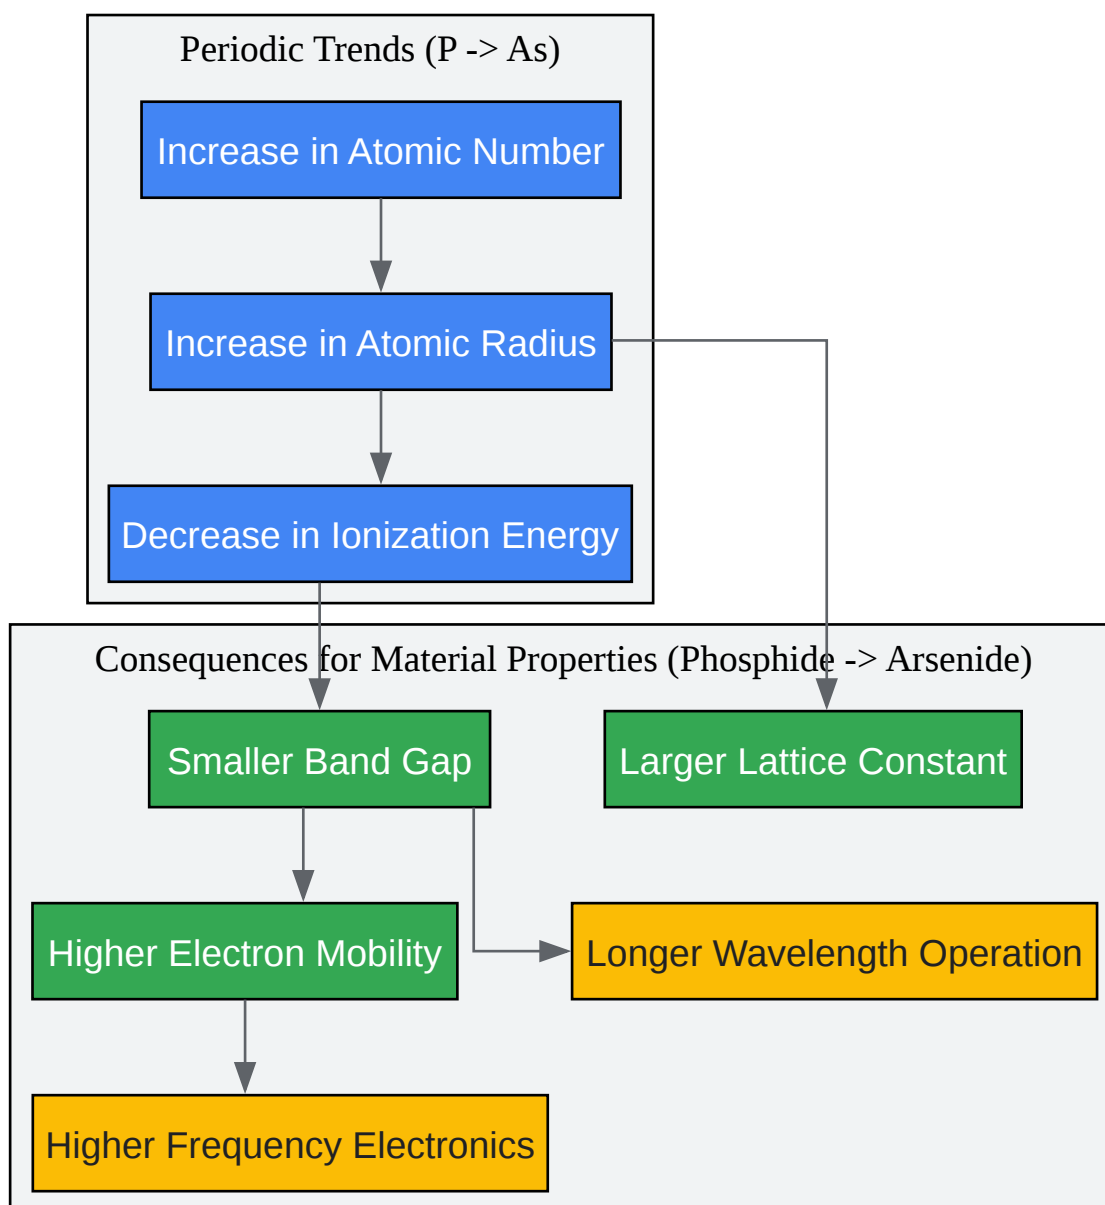 Periodic Trends (P -> As)
Increase in Atomic Number
Increase in Atomic Radius
Decrease in Ionization Energy
Consequences for Material Properties (Phosphide -> Arsenide)
Smaller Band Gap
Larger Lattice Constant
Higher Electron Mobility
Longer Wavelength Operation
Higher Frequency Electronics